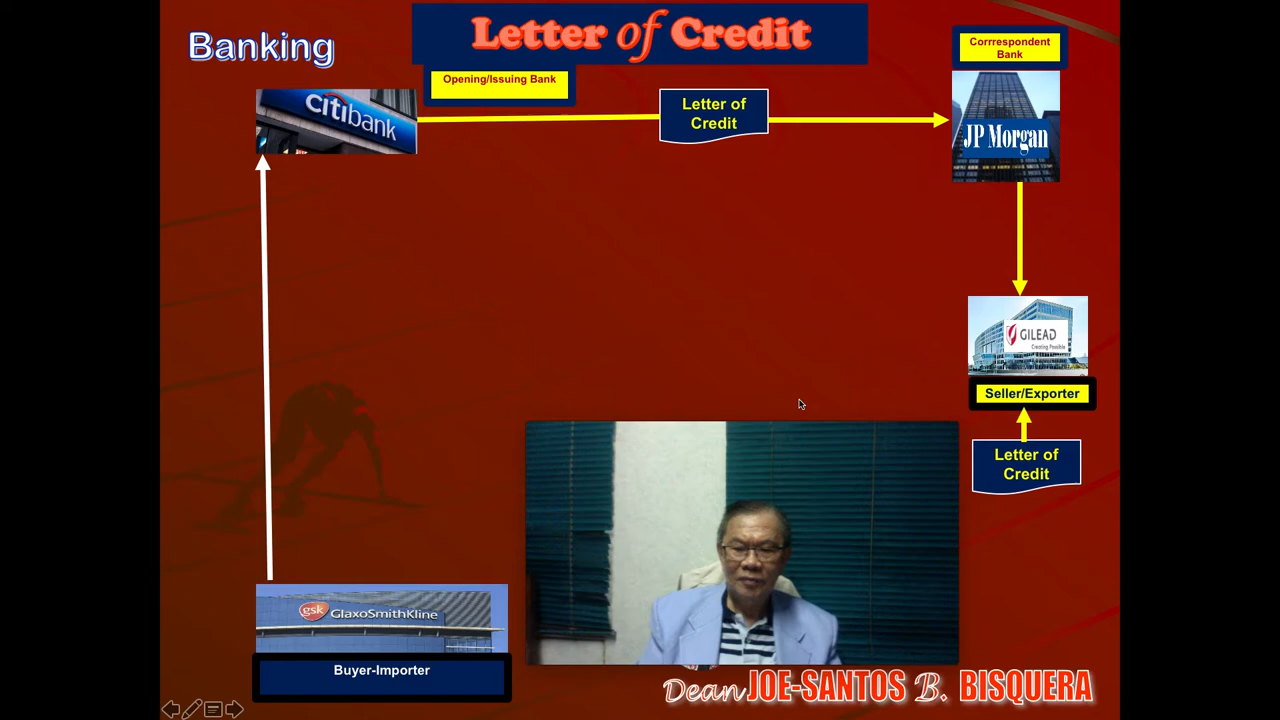 Banking
Letter of Credit
Corrrespondent
Bank
Opening/Issuing Bank
citibank
Letter of
Credit
JP Morgan
GILEAD
Creating Possible
Seller/Exporter
Letter of
Credit
gsk GlaxoSmithKline
Buyer-Importer
Dean JOE-SANTOS B. BISQUERA